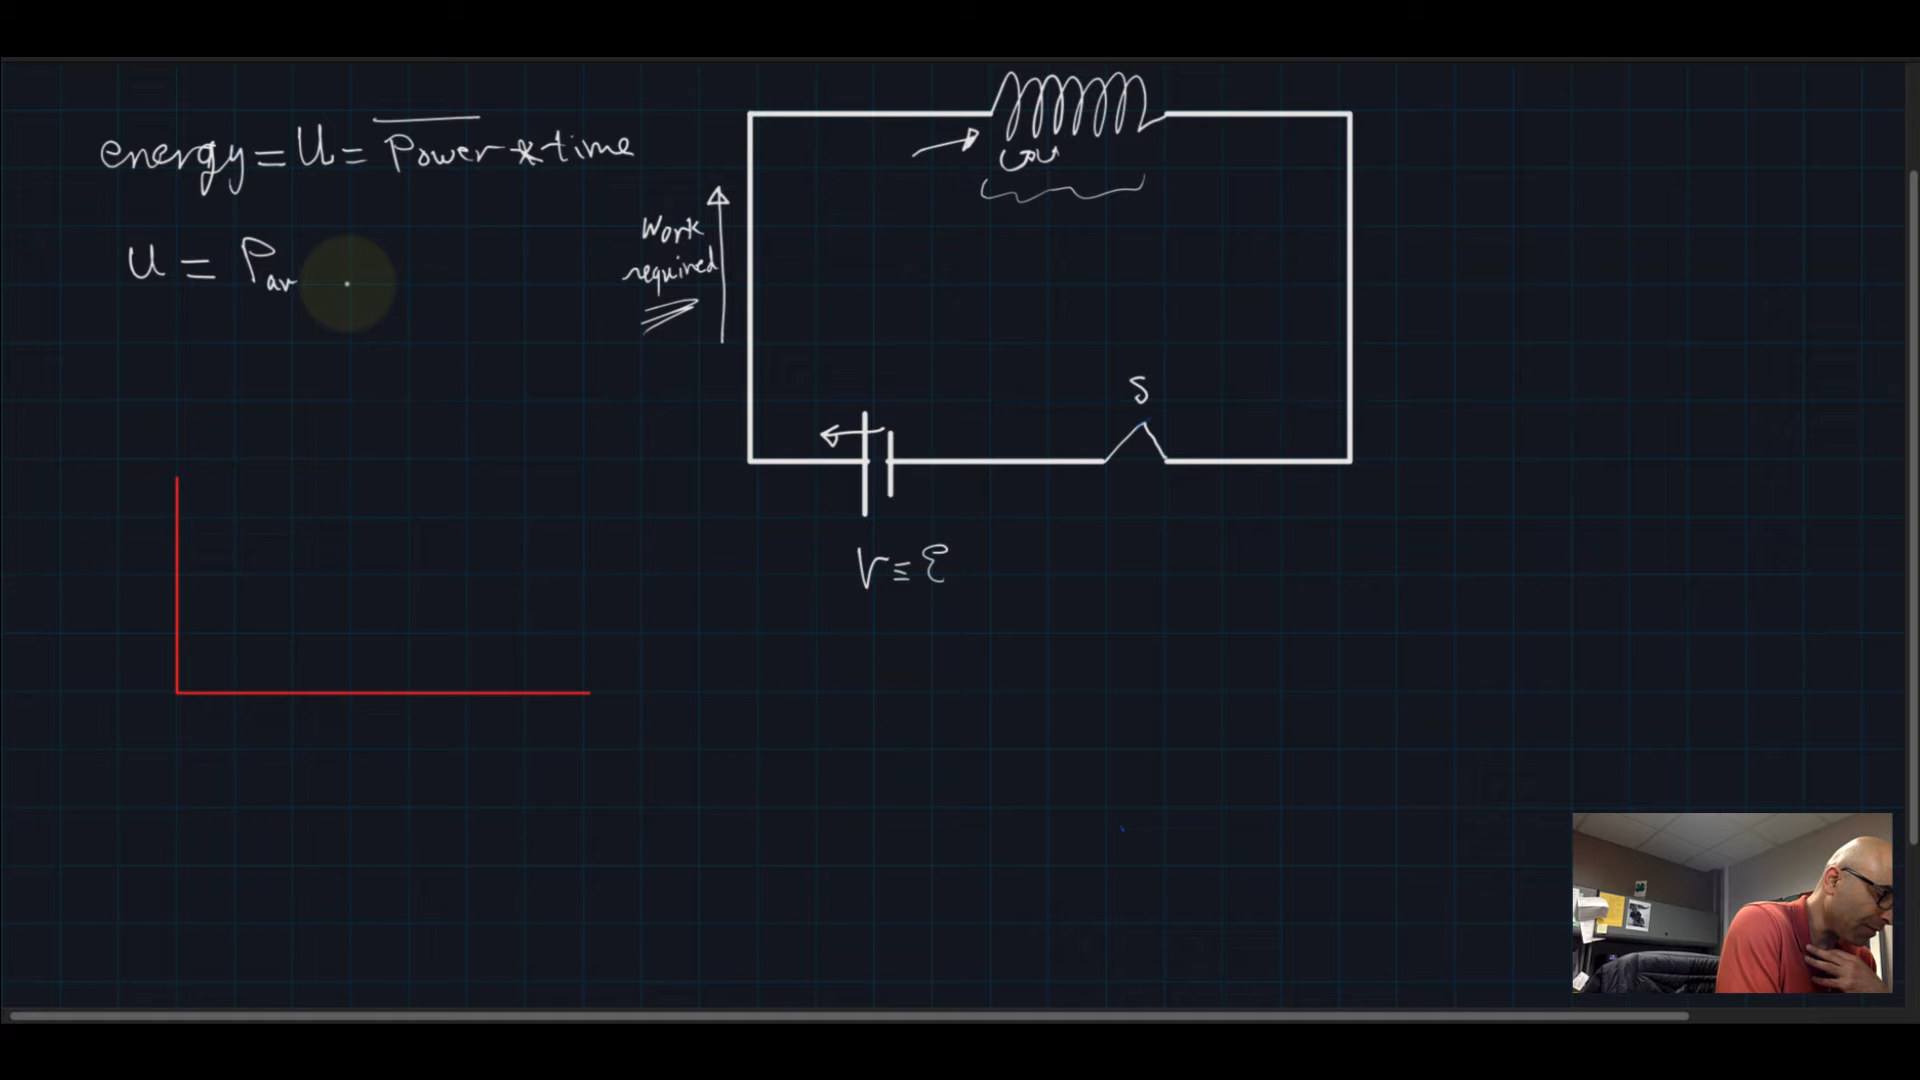 energy = U = Power * time
U = Pav
Work
required
S
V ≡ ε